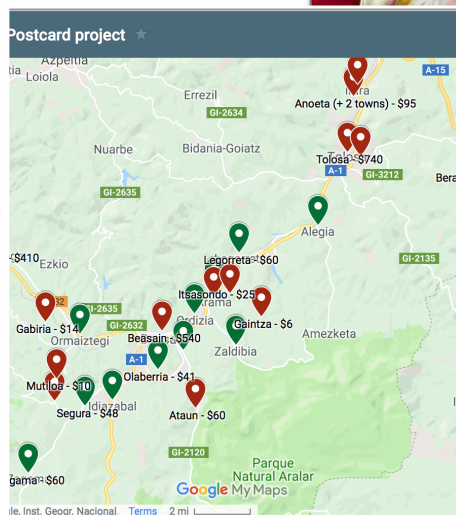 Postcard project
Azpeitia
Loiola
Errezil
A-15
GI-2634
Anoeta (+ 2 towns) - $95
Nuarbe
Bidania-Goiatz
Tolosa - $740
A-1
GI-3212
GI-2635
Alegia
$410
Ezkio
Legorreta - $60
GI-2135
Itsasondo - $25
Gabiria - $14
GI-2635
GI-2632
Ordizia
Gaintza - $6
Ormaiztegi
Beasain - $540
Zaldibia
Amezketa
A-1
Olaberria - $41
Mutiloa - $10
Idiazabal
Segura - $48
Ataun - $60
GI-2120
gama - $60
Parque
Natural Aralar
Google My Maps
Inst. Geogr. Nacional Terms 2 mi